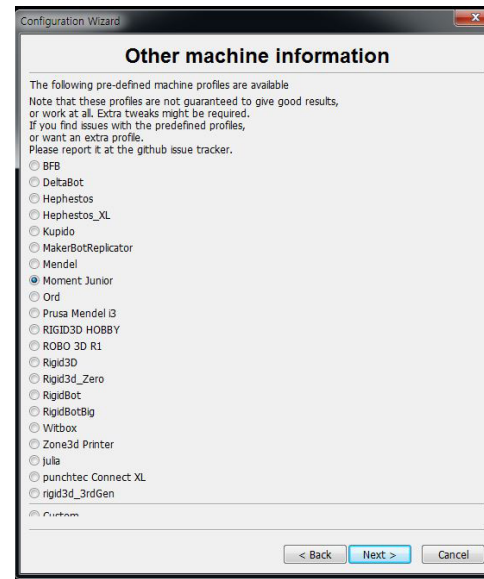 Configuration Wizard
Other machine information
The following pre-defined machine profiles are available
Note that these profiles are not guaranteed to give good results,
or work at all. Extra tweaks might be required.
If you find issues with the predefined profiles,
or want an extra profile.
Please report it at the github issue tracker.
BFB
DeltaBot
Hephestos
Hephestos_XL
Kupido
MakerBotReplicator
Mendel
Moment Junior
Ord
Prusa Mendel i3
RIGID3D HOBBY
ROBO 3D R1
Rigid3D
Rigid3d_Zero
RigidBot
RigidBotBig
Witbox
Zone3d Printer
julia
punchtec Connect XL
rigid3d_3rdGen
Custom
< Back Next > Cancel